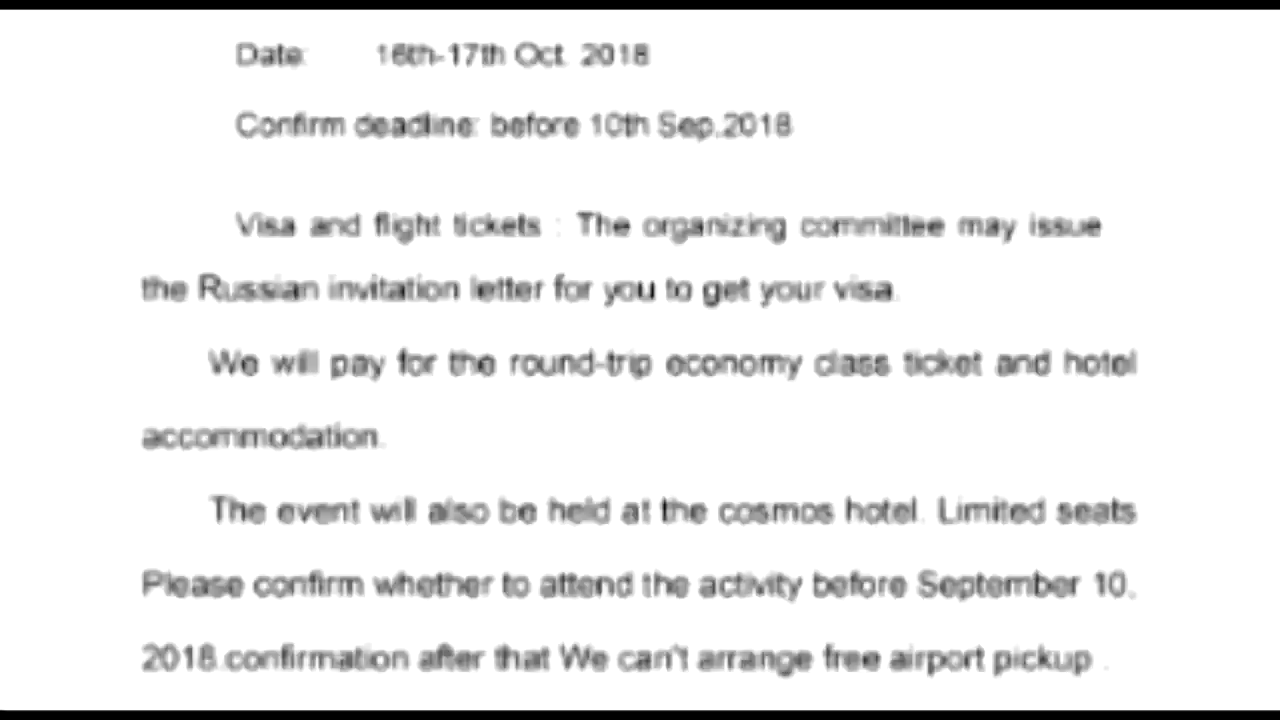 Date: 16th-17th Oct. 2018
Confirm deadline: before 10th Sep.2018
Visa and flight tickets : The organizing committee may issue
the Russian invitation letter for you to get your visa.
We will pay for the round-trip economy class ticket and hotel
accommodation.
The event will also be held at the cosmos hotel. Limited seats
Please confirm whether to attend the activity before September 10,
2018.confirmation after that We can't arrange free airport pickup .